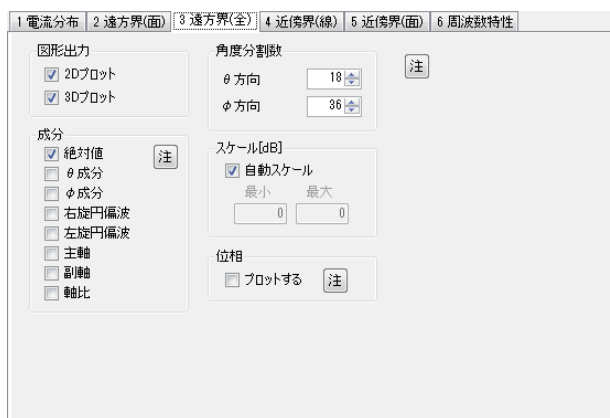 1 電流分布 2 遠方界(面) 3 遠方界(全) 4 近傍界(線) 5 近傍界(面) 6 周波数特性
図形出力
2Dプロット
3Dプロット
角度分割数
θ方向 18
φ方向 36
注
成分
絶対値 注
θ成分
φ成分
右旋円偏波
左旋円偏波
主軸
副軸
軸比
スケール[dB]
自動スケール
最小 最大
0 0
位相
プロットする 注